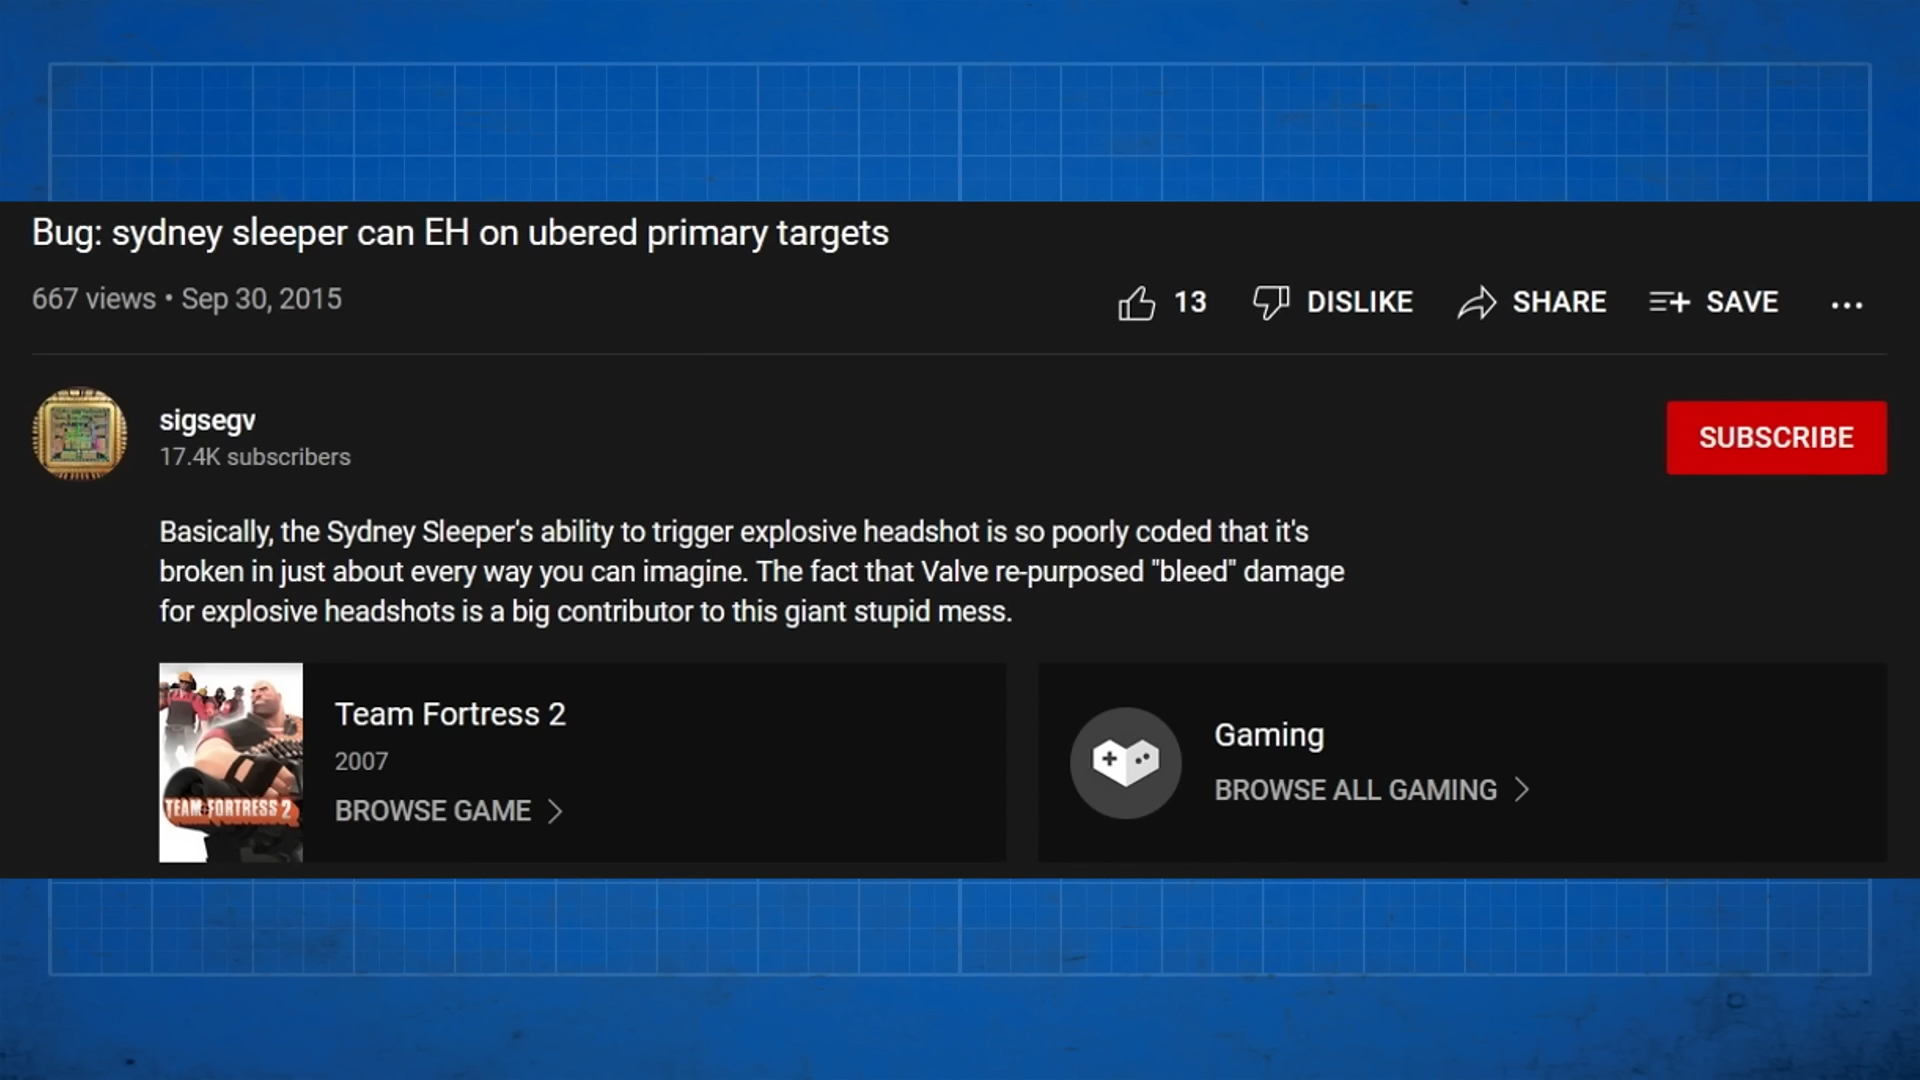 Bug: sydney sleeper can EH on ubered primary targets
667 views • Sep 30, 2015
13 DISLIKE SHARE SAVE ...
sigsegv
17.4K subscribers
SUBSCRIBE
Basically, the Sydney Sleeper's ability to trigger explosive headshot is so poorly coded that it's
broken in just about every way you can imagine. The fact that Valve re-purposed "bleed" damage
for explosive headshots is a big contributor to this giant stupid mess.
TEAM FORTRESS 2
Team Fortress 2
2007
BROWSE GAME
Gaming
BROWSE ALL GAMING